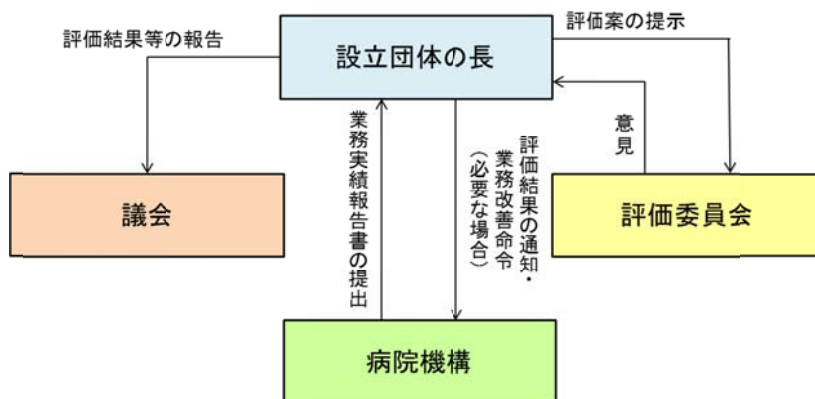 評価結果等の報告
設立団体の長
評価案の提示
意見
業務実績報告書の提出
評価結果の通知・
業務改善命令
（必要な場合）
議会
評価委員会
病院機構